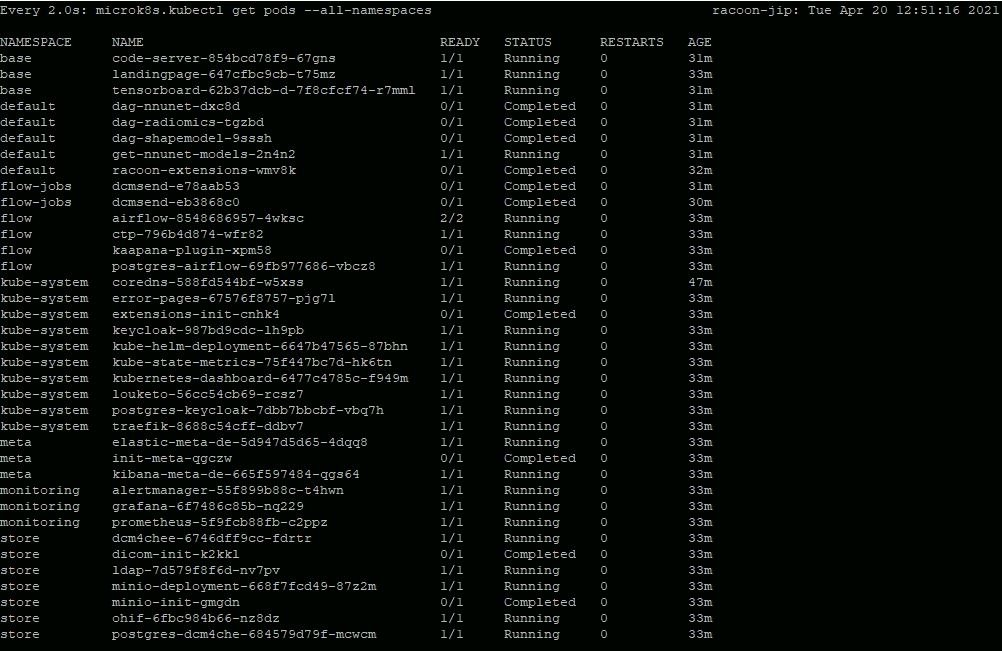 Every 2.0s: microk8s.kubectl get pods --all-namespaces racoon-jip: Tue Apr 20 12:51:16 2021
NAMESPACE NAME READY STATUS RESTARTS AGE
base code-server-854bcd78f9-67gns 1/1 Running 0 31m
base landingpage-647cfbc9cb-t75mz 1/1 Running 0 33m
base tensorboard-62b37dcb-d-7f8cfcf74-r7mml 1/1 Running 0 31m
default dag-nnunet-dxc8d 0/1 Completed 0 31m
default dag-radiomics-tgzbd 0/1 Completed 0 31m
default dag-shapemodel-9sssh 0/1 Completed 0 31m
default get-nnunet-models-2n4n2 1/1 Running 0 31m
default racoon-extensions-wmv8k 0/1 Completed 0 32m
flow-jobs dcmsend-e78aab53 0/1 Completed 0 31m
flow-jobs dcmsend-eb3868c0 0/1 Completed 0 30m
flow airflow-8548686957-4wksc 2/2 Running 0 33m
flow ctp-796b4d874-wfr82 1/1 Running 0 33m
flow kaapana-plugin-xpm58 0/1 Completed 0 33m
flow postgres-airflow-69fb977686-vbcz8 1/1 Running 0 33m
kube-system coredns-588fd544bf-w5xss 1/1 Running 0 47m
kube-system error-pages-67576f8757-pjg7l 1/1 Running 0 33m
kube-system extensions-init-cnhk4 0/1 Completed 0 33m
kube-system keycloak-987bd9cdc-lh9pb 1/1 Running 0 33m
kube-system kube-helm-deployment-6647b47565-87bhn 1/1 Running 0 33m
kube-system kube-state-metrics-75f447bc7d-hk6tn 1/1 Running 0 33m
kube-system kubernetes-dashboard-6477c4785c-f949m 1/1 Running 0 33m
kube-system louketo-56cc54cb69-rcsz7 1/1 Running 0 33m
kube-system postgres-keycloak-7dbb7bbcbf-vbq7h 1/1 Running 0 33m
kube-system traefik-8688c54cff-ddbv7 1/1 Running 0 33m
meta elastic-meta-de-5d947d5d65-4dqq8 1/1 Running 0 33m
meta init-meta-qgczw 0/1 Completed 0 33m
meta kibana-meta-de-665f597484-qgs64 1/1 Running 0 33m
monitoring alertmanager-55f899b88c-t4hwn 1/1 Running 0 33m
monitoring grafana-6f7486c85b-nq229 1/1 Running 0 33m
monitoring prometheus-5f9fcb88fb-c2ppz 1/1 Running 0 33m
store dcm4chee-6746dff9cc-fdrtr 1/1 Running 0 33m
store dicom-init-k2kkl 0/1 Completed 0 33m
store ldap-7d579f8f6d-nv7pv 1/1 Running 0 33m
store minio-deployment-668f7fcd49-87z2m 1/1 Running 0 33m
store minio-init-gmgdn 0/1 Completed 0 33m
store ohif-6fbc984b66-nz8dz 1/1 Running 0 33m
store postgres-dcm4che-684579d79f-mcwcm 1/1 Running 0 33m